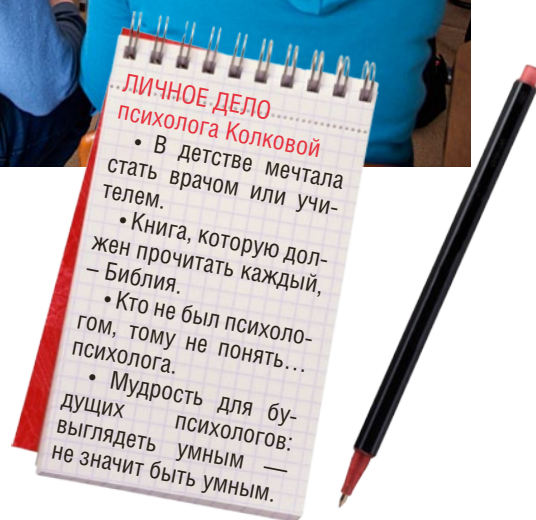 ЛИЧНОЕ ДЕЛО
психолога Колковой
• В детстве мечтала
стать врачом или учи-
телем.
• Книга, которую дол-
жен прочитать каждый,
– Библия.
• Кто не был психоло-
гом, тому не понять…
психолога.
• Мудрость для бу-
дущих психологов:
выглядеть умным —
не значит быть умным.